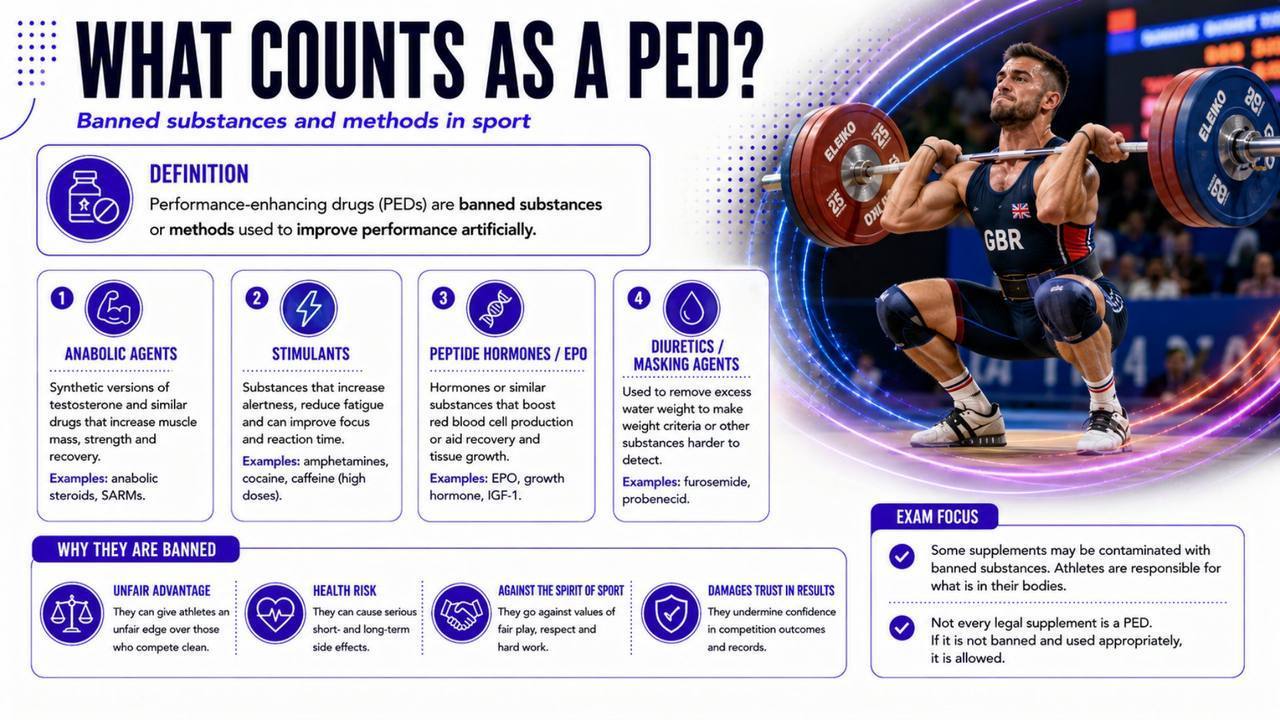 WHAT COUNTS AS A PED?
Banned substances and methods in sport
DEFINITION
Performance-enhancing drugs (PEDs) are banned substances
or methods used to improve performance artificially.
1
ANABOLIC AGENTS
Synthetic versions of
testosterone and similar
drugs that increase muscle
mass, strength and
recovery.
Examples: anabolic
steroids, SARMs.
2
STIMULANTS
Substances that increase
alertness, reduce fatigue
and can improve focus
and reaction time.
Examples: amphetamines,
cocaine, caffeine (high
doses).
3
PEPTIDE HORMONES / EPO
Hormones or similar
substances that boost
red blood cell production
or aid recovery and
tissue growth.
Examples: EPO, growth
hormone, IGF-1.
4
DIURETICS /
MASKING AGENTS
Used to remove excess
water weight to make
weight criteria or other
substances harder to
detect.
Examples: furosemide,
probenecid.
ELEIKO
25
25
GBR
ELEIKO
WHY THEY ARE BANNED
UNFAIR ADVANTAGE
They can give athletes an
unfair edge over those
who compete clean.
HEALTH RISK
They can cause serious
short- and long-term
side effects.
AGAINST THE SPIRIT OF SPORT
They go against values of
fair play, respect and
hard work.
DAMAGES TRUST IN RESULTS
They undermine confidence
in competition outcomes
and records.
EXAM FOCUS
Some supplements may be contaminated with
banned substances. Athletes are responsible for
what is in their bodies.
Not every legal supplement is a PED.
If it is not banned and used appropriately,
it is allowed.